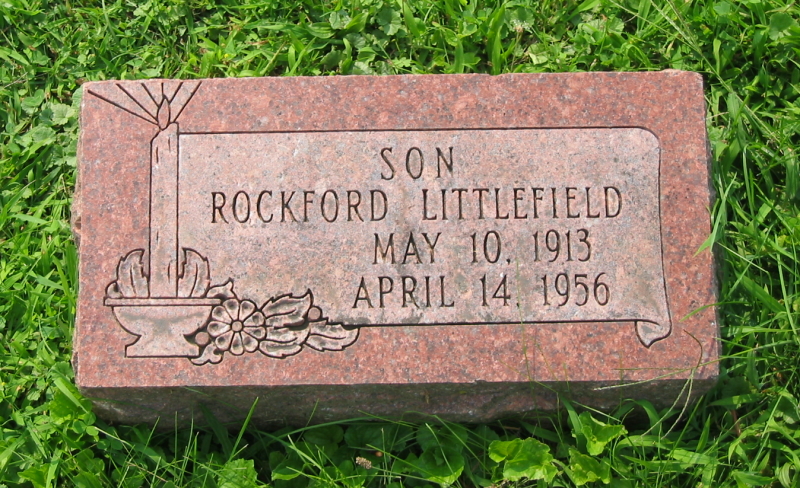 SON
ROCKFORD LITTLEFIELD
MAY 10, 1913
APRIL 14, 1956